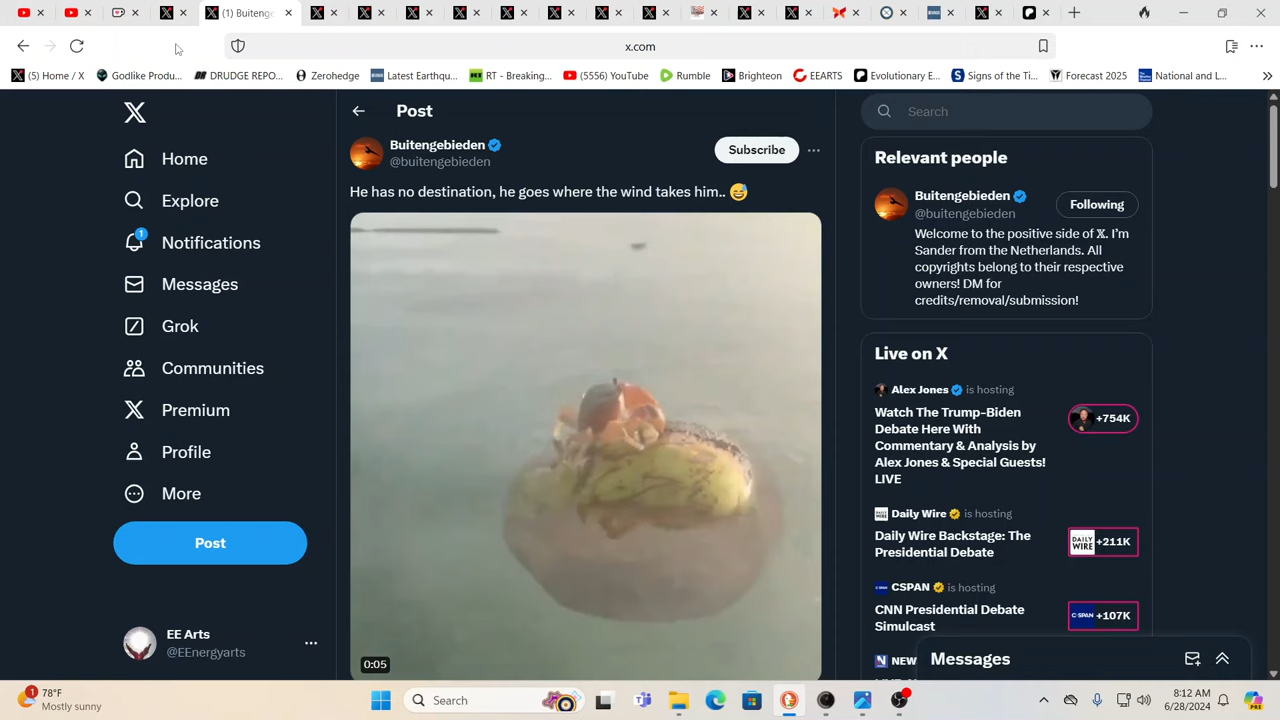 (1) Buitenge
x.com
(5) Home / X
Godlike Produ...
DRUDGE REPO...
Zerohedge
Latest Earthqu...
RT - Breaking...
(5556) YouTube
Rumble
Brighteon
EEARTS
Evolutionary E...
Signs of the Ti...
Forecast 2025
National and L...
Home
Explore
1
Notifications
Messages
Grok
Communities
Premium
Profile
More
Post
EE Arts
@EEnergyarts
Post
Buitengebieden
@buitengebieden
Subscribe
He has no destination, he goes where the wind takes him.. 😅
0:05
Search
Relevant people
Buitengebieden
@buitengebieden
Following
Welcome to the positive side of 𝕏. I'm
Sander from the Netherlands. All
copyrights belong to their respective
owners! DM for
credits/removal/submission!
Live on X
Alex Jones is hosting
Watch The Trump-Biden
Debate Here With
Commentary & Analysis by
Alex Jones & Special Guests!
LIVE
+754K
Daily Wire is hosting
Daily Wire Backstage: The
Presidential Debate
DAILY
WIRE
+211K
CSPAN is hosting
CNN Presidential Debate
Simulcast
C-SPAN
+107K
Messages
1
78°F
Mostly sunny
Search
8:12 AM
6/28/2024